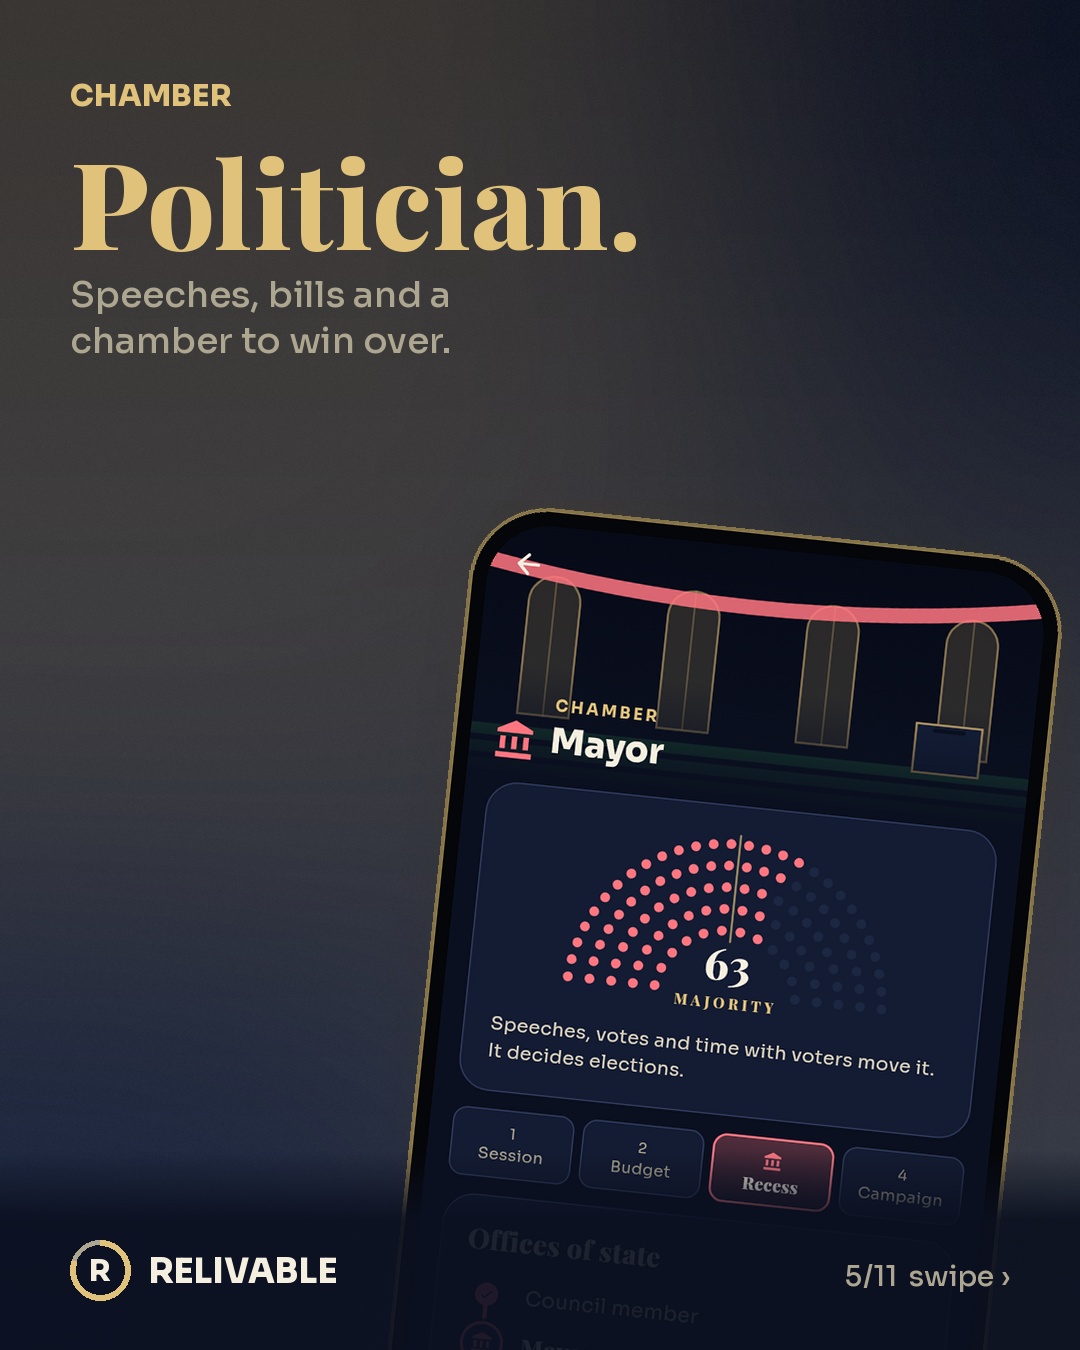 CHAMBER
Politician.
Speeches, bills and a
chamber to win over.
CHAMBER
Mayor
63
MAJORITY
Speeches, votes and time with voters move it.
It decides elections.
1
Session
2
Budget
Recess
4
Campaign
Offices of state
Council member
R RELIVABLE
5/11 swipe ›